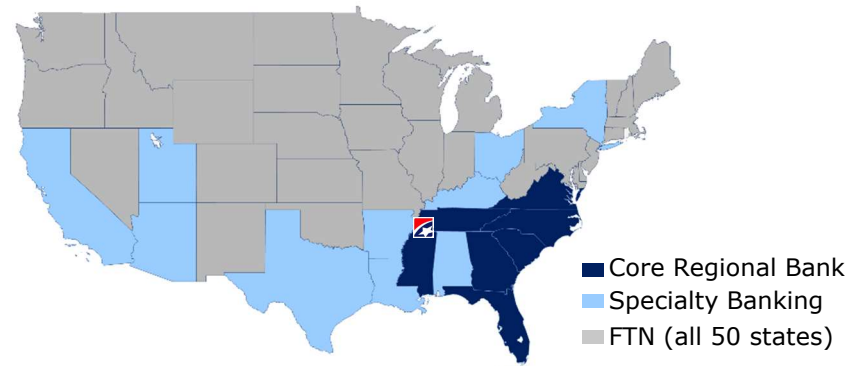 Core Regional Bank
Specialty Banking
FTN (all 50 states)